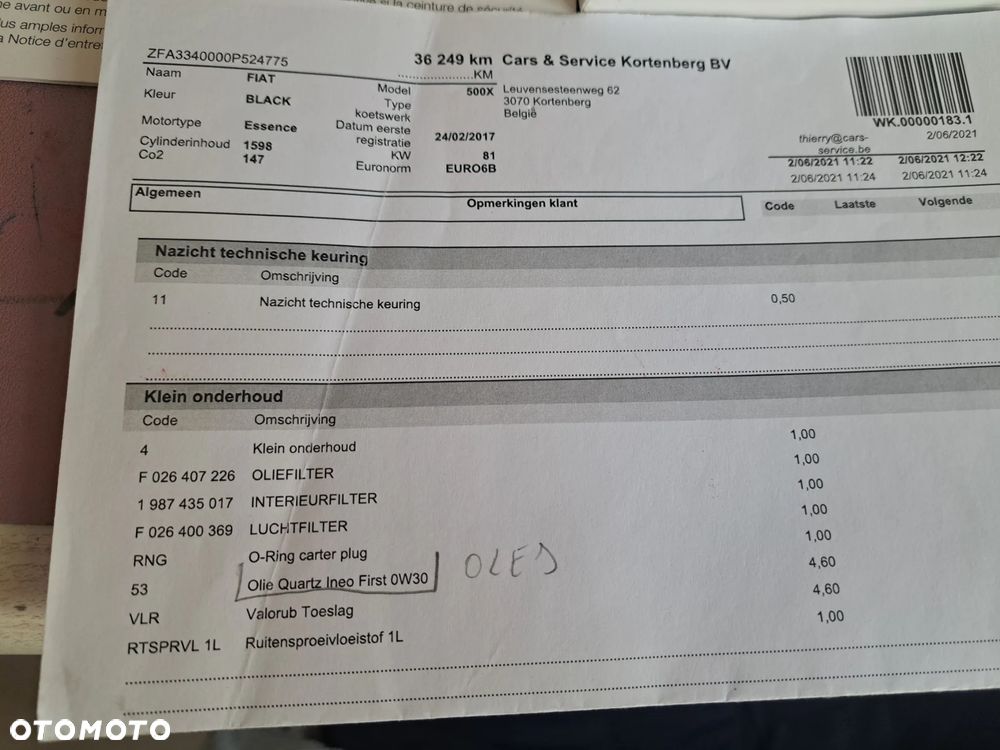 ne avant ou en m
us amples infor
a Notice d'entre
si la ceinture de sécurité
ZFA3340000P524775
36 249 km Cars & Service Kortenberg BV
Naam FIAT
KM
Model 500X
Leuvensesteenweg 62
Kleur BLACK
Type koetswerk
3070 Kortenberg
België
WK.00000183.1
Motortype Essence
Datum eerste registratie 24/02/2017
thierry@cars-service.be
2/06/2021
Cylinderinhoud 1598
KW 81
2/06/2021 11:22 2/06/2021 12:22
Co2 147
Euronorm EURO6B
2/06/2021 11:24 2/06/2021 11:24
Algemeen
Opmerkingen klant
Code Laatste Volgende
Nazicht technische keuring
Code Omschrijving
11 Nazicht technische keuring 0,50
Klein onderhoud
Code Omschrijving
4 Klein onderhoud 1,00
F 026 407 226 OLIEFILTER 1,00
1 987 435 017 INTERIEURFILTER 1,00
F 026 400 369 LUCHTFILTER 1,00
RNG O-Ring carter plug 1,00
53 Olie Quartz Ineo First 0W30 4,60
OLEJ
VLR Valorub Toeslag 4,60
RTSPRVL 1L Ruitensproeivloeistof 1L 1,00
OTOMOTO